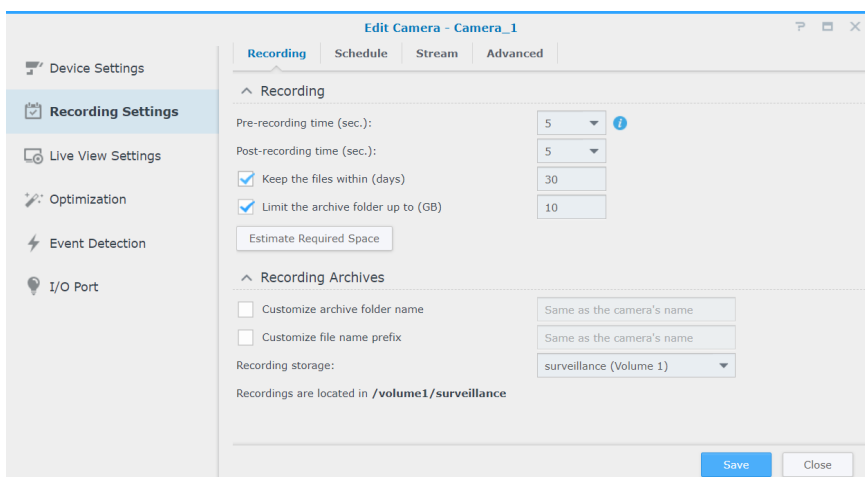 Edit Camera - Camera_1
Device Settings
Recording Settings
Live View Settings
Optimization
Event Detection
I/O Port
Recording Schedule Stream Advanced
Recording
Pre-recording time (sec.): 5
Post-recording time (sec.): 5
Keep the files within (days) 30
Limit the archive folder up to (GB) 10
Estimate Required Space
Recording Archives
Customize archive folder name Same as the camera's name
Customize file name prefix Same as the camera's name
Recording storage: surveillance (Volume 1)
Recordings are located in /volume1/surveillance
Save Close